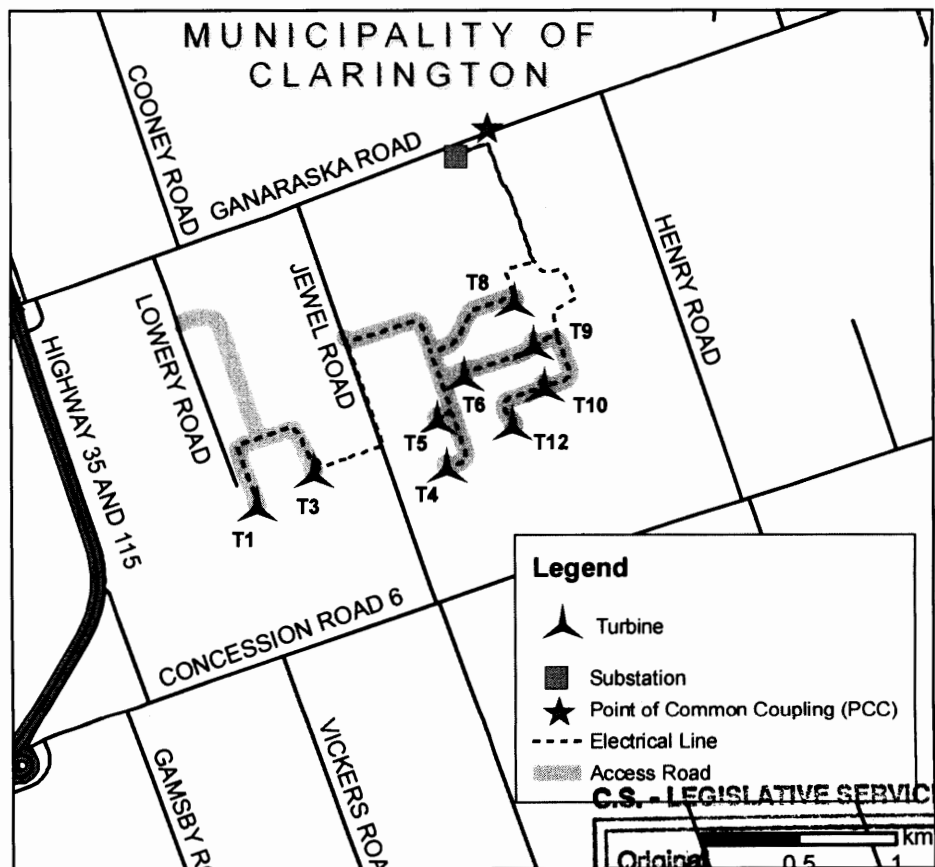 MUNICIPALITY OF
CLARINGTON
COONEY ROAD
GANARASKA ROAD
HENRY ROAD
JEWEL ROAD
LOWERY ROAD
HIGHWAY 35 AND 115
T8
T9
T6
T10
T5
T12
T4
T3
T1
CONCESSION ROAD 6
VICKERS ROA
GAMSBY R
Legend
Turbine
Substation
Point of Common Coupling (PCC)
Electrical Line
Access Road
C.S. - LEGISLATIVE SERVIC
Original
km
0.5 1